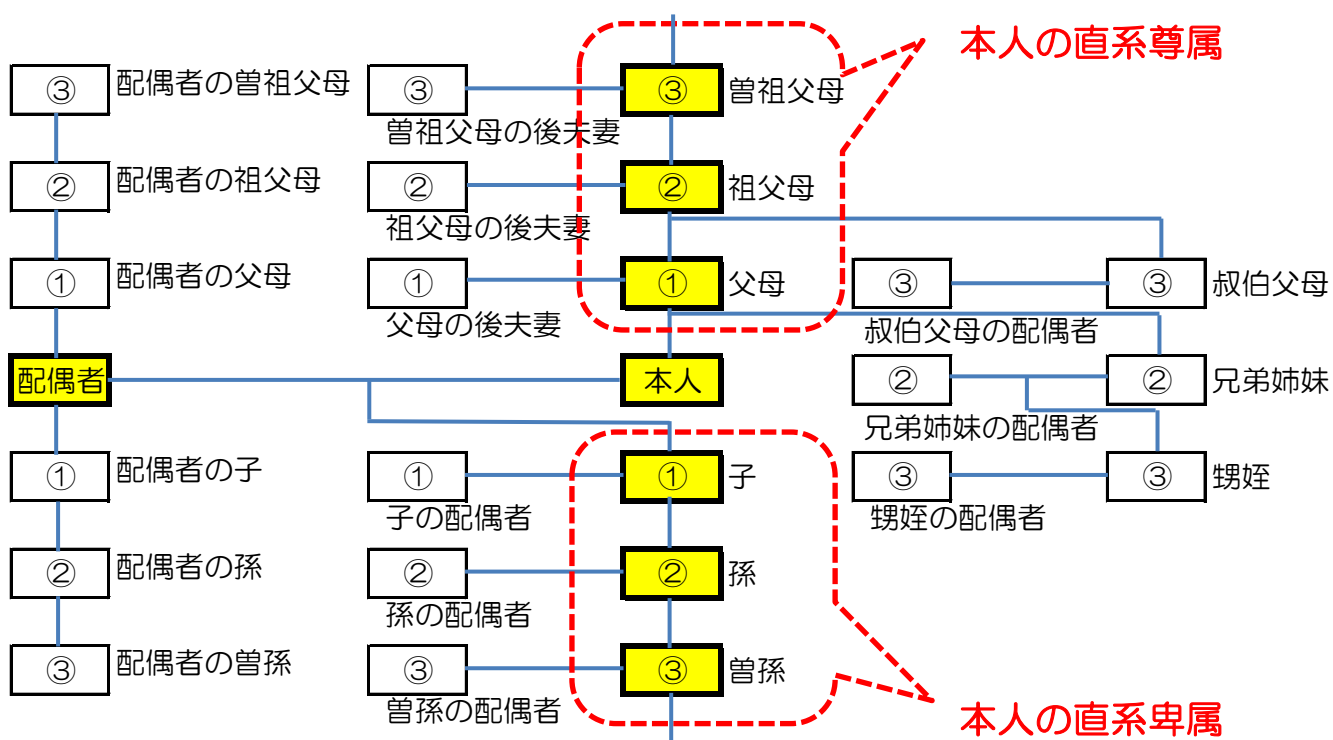 本人の直系尊属
③ 配偶者の曽祖父母
③
曽祖父母の後夫妻
③ 曽祖父母
② 配偶者の祖父母
②
祖父母の後夫妻
② 祖父母
① 配偶者の父母
①
父母の後夫妻
① 父母
③
叔伯父母の配偶者
③ 叔伯父母
配偶者
本人
②
兄弟姉妹の配偶者
② 兄弟姉妹
① 配偶者の子
①
子の配偶者
① 子
③
甥姪の配偶者
③ 甥姪
② 配偶者の孫
②
孫の配偶者
② 孫
③ 配偶者の曽孫
③
曽孫の配偶者
③ 曽孫
本人の直系卑属